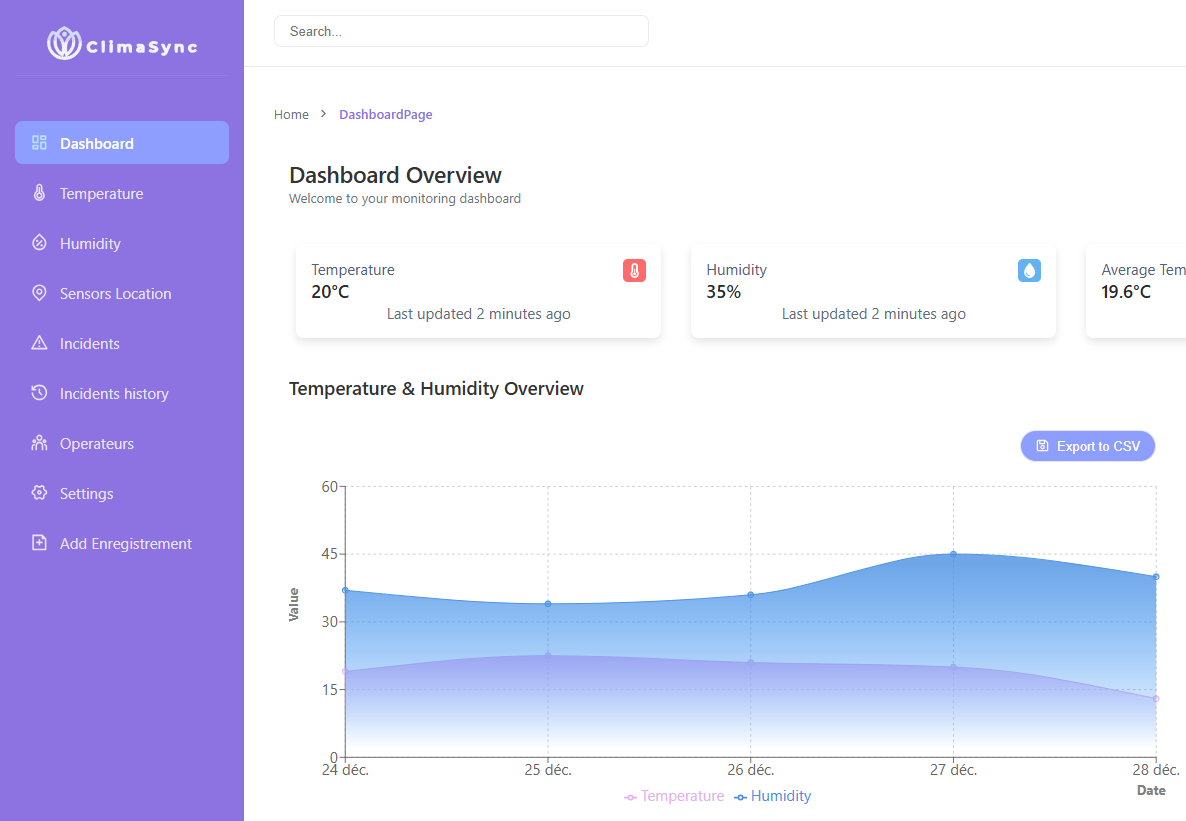 ClimaSync
Search...
Dashboard
Temperature
Humidity
Sensors Location
Incidents
Incidents history
Operateurs
Settings
Add Enregistrement
Home > DashboardPage
Dashboard Overview
Welcome to your monitoring dashboard
Temperature
20°C
Last updated 2 minutes ago
Humidity
35%
Last updated 2 minutes ago
Average Tem
19.6°C
Temperature & Humidity Overview
Export to CSV
60
45
30
15
0
Value
24 déc.
25 déc.
26 déc.
27 déc.
28 déc.
Date
Temperature
Humidity